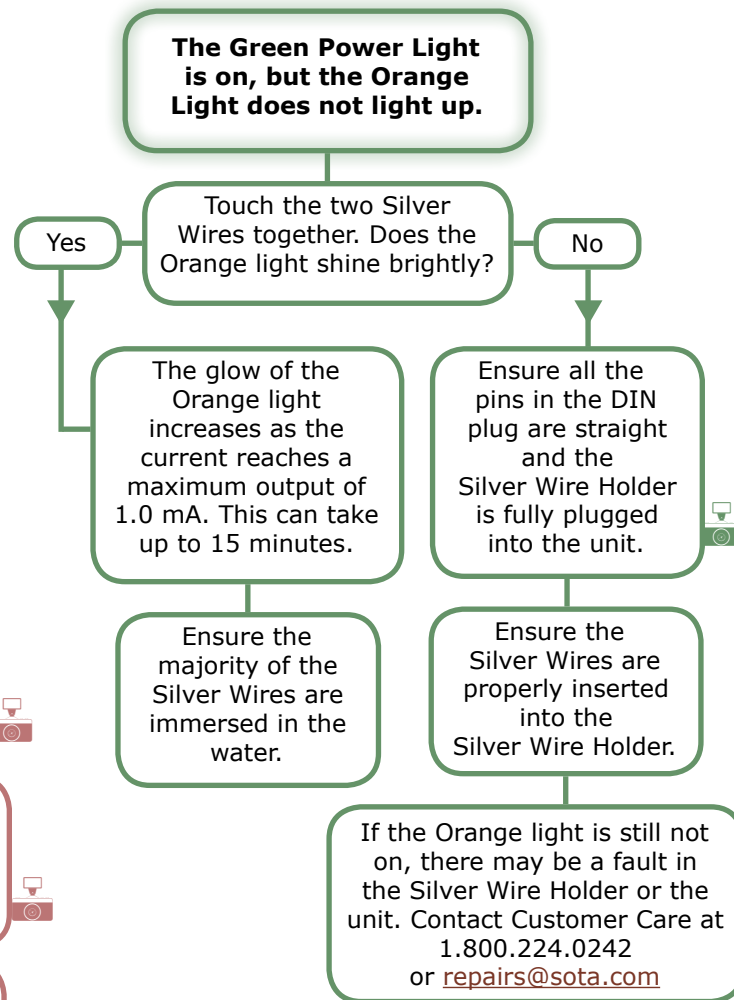 The Green Power Light
is on, but the Orange
Light does not light up.
Touch the two Silver
Wires together. Does the
Orange light shine brightly?
Yes
No
The glow of the
Orange light
increases as the
current reaches a
maximum output of
1.0 mA. This can take
up to 15 minutes.
Ensure the
majority of the
Silver Wires are
immersed in the
water.
Ensure all the
pins in the DIN
plug are straight
and the
Silver Wire Holder
is fully plugged
into the unit.
Ensure the
Silver Wires are
properly inserted
into the
Silver Wire Holder.
If the Orange light is still not
on, there may be a fault in
the Silver Wire Holder or the
unit. Contact Customer Care at
1.800.224.0242
or repairs@sota.com